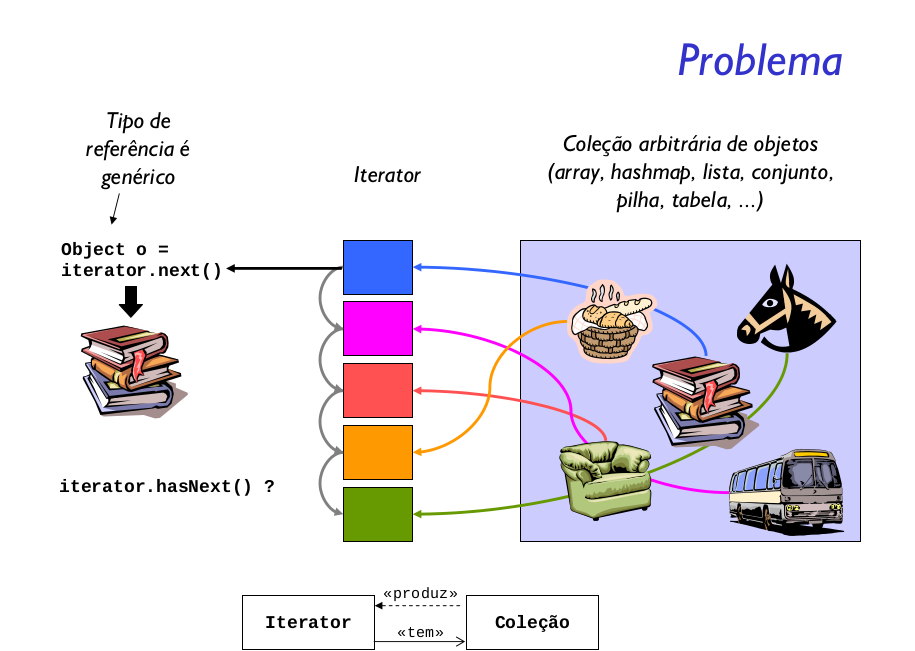 Problema
Tipo de
referência é
genérico
Iterator
Coleção arbitrária de objetos
(array, hashmap, lista, conjunto,
pilha, tabela, ...)
Object o =
iterator.next()
iterator.hasNext() ?
Iterator
«produz»
«tem»
Coleção